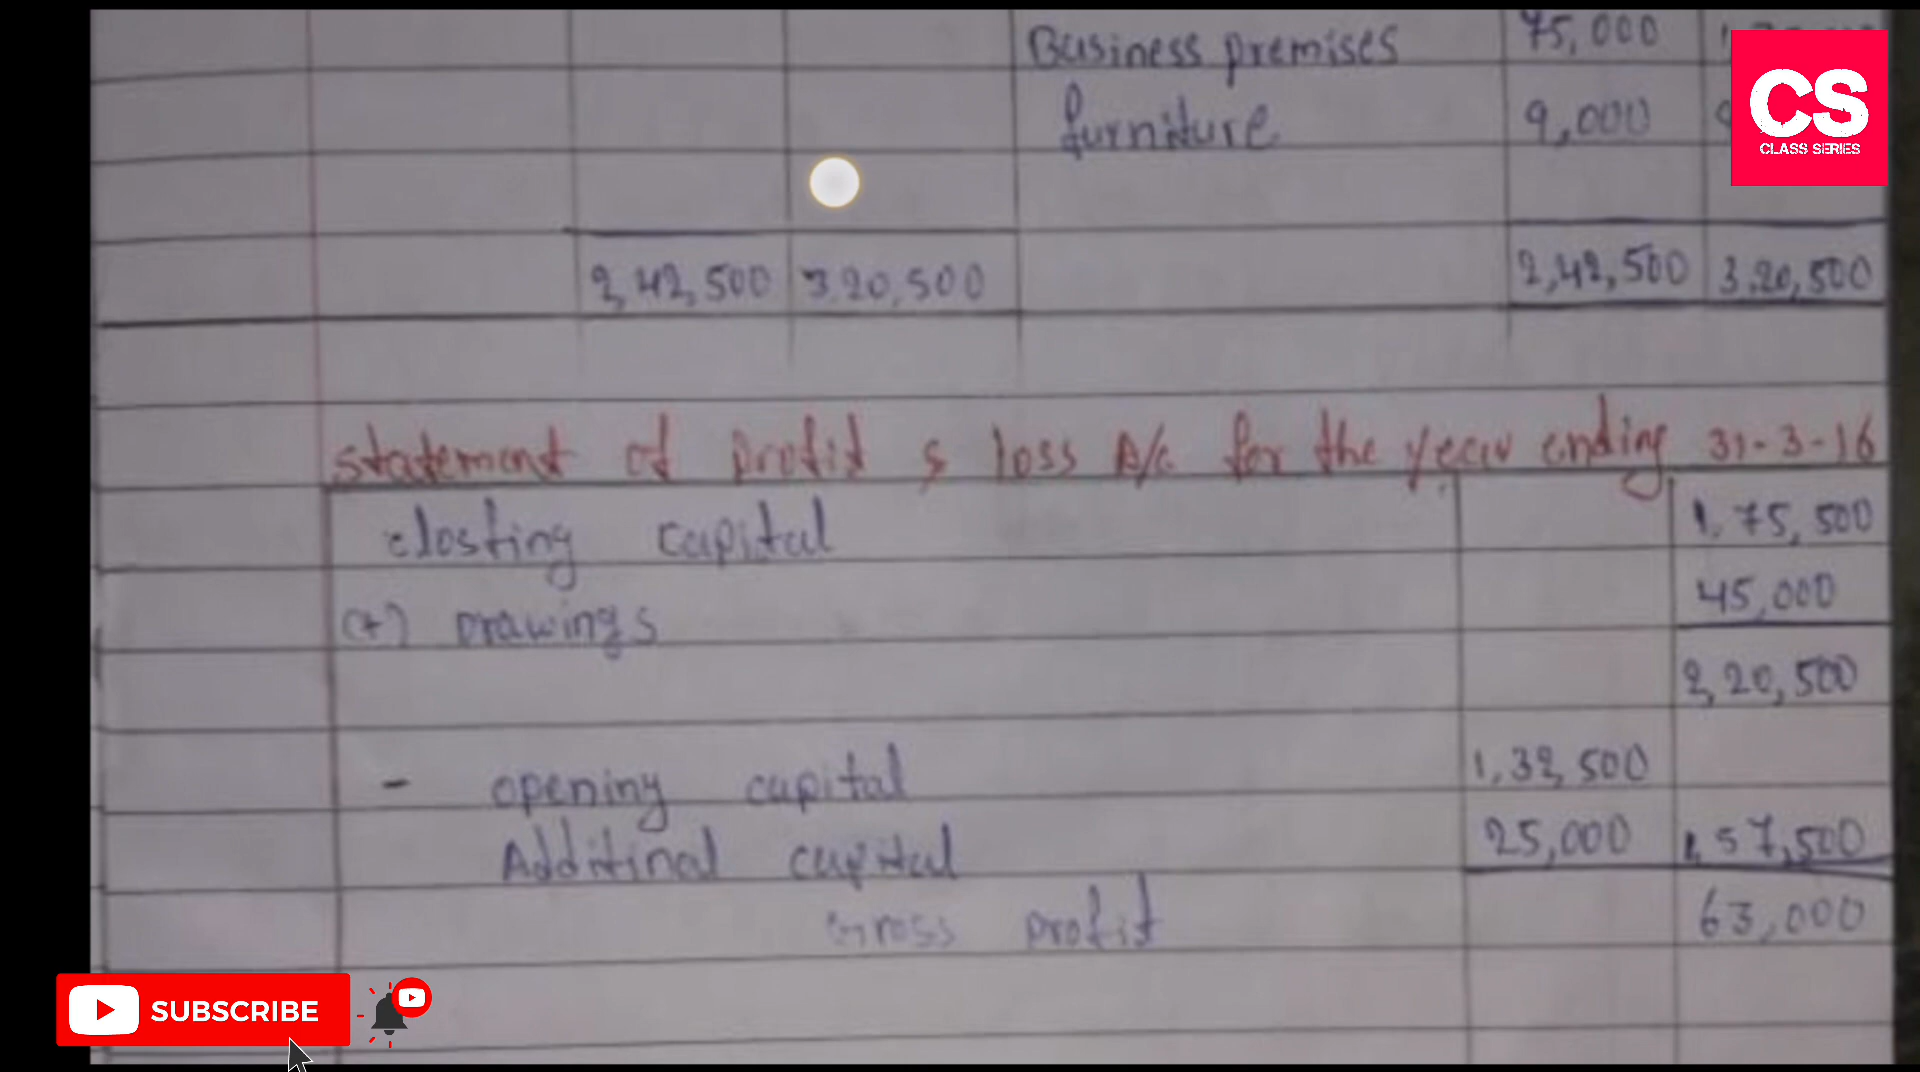 Business premises 75,000
furniture 9,000
2,42,500 3,20,500 2,42,500 3,20,500
statement of profit & loss A/c for the year ending 31-3-16
closting capital 1,75,500
(+) Drawings 45,000
2,20,500
- opening capital 1,32,500
Additinal capital 25,000 1,57,500
Gross profit 63,000
CS
CLASS SERIES
SUBSCRIBE